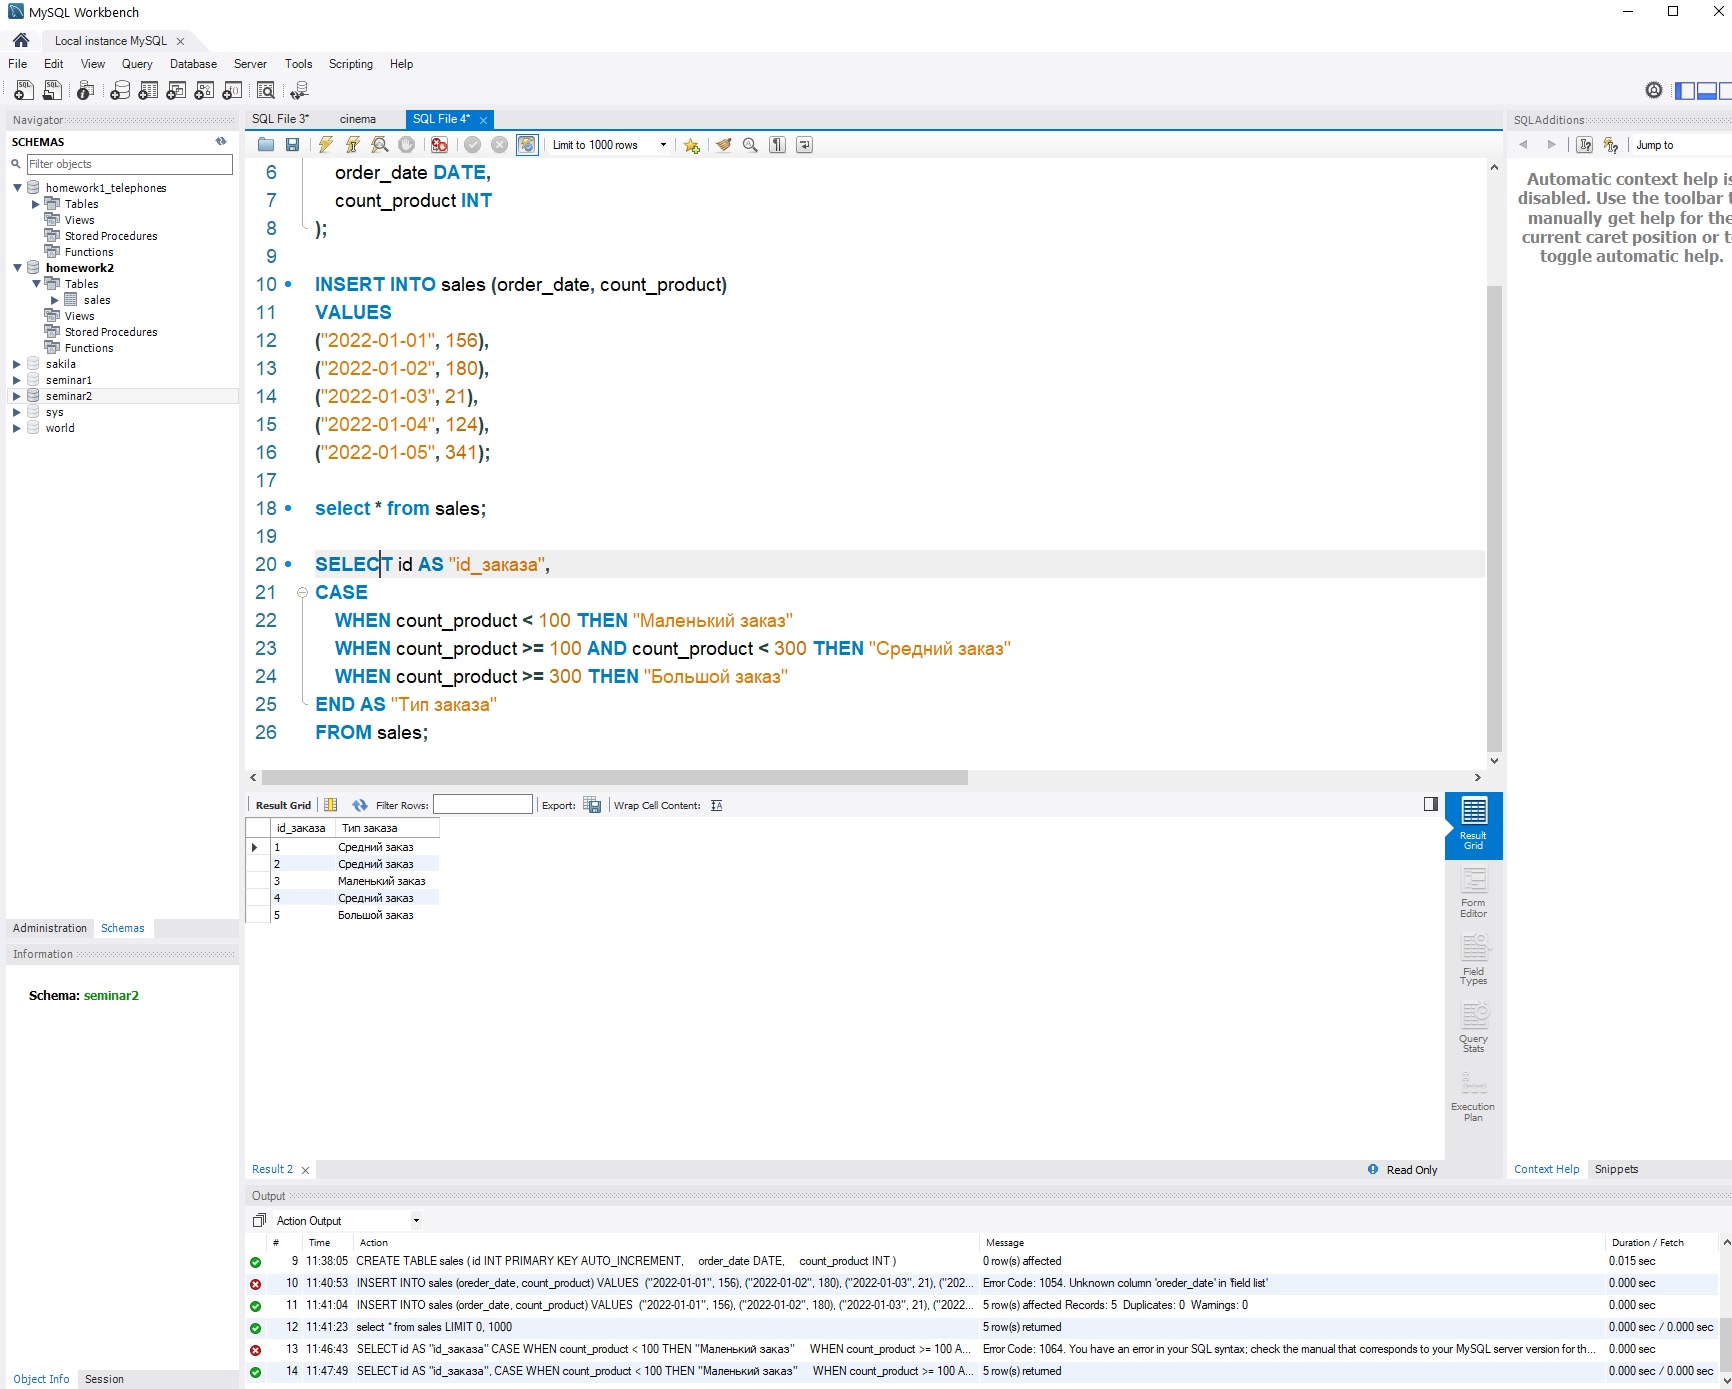 MySQL Workbench
Local instance MySQL
File Edit View Query Database Server Tools Scripting Help
Navigator
SCHEMAS
Filter objects
homework1_telephones
Tables
Views
Stored Procedures
Functions
homework2
Tables
sales
Views
Stored Procedures
Functions
sakila
seminar1
seminar2
sys
world
Administration Schemas
Information
Schema: seminar2
Object Info Session
SQL File 3* cinema SQL File 4*
Limit to 1000 rows
6 order_date DATE,
7 count_product INT
8 );
9
10 INSERT INTO sales (order_date, count_product)
11 VALUES
12 ("2022-01-01", 156),
13 ("2022-01-02", 180),
14 ("2022-01-03", 21),
15 ("2022-01-04", 124),
16 ("2022-01-05", 341);
17
18 select * from sales;
19
20 SELECT id AS "id_заказа",
21 CASE
22 WHEN count_product < 100 THEN "Маленький заказ"
23 WHEN count_product >= 100 AND count_product < 300 THEN "Средний заказ"
24 WHEN count_product >= 300 THEN "Большой заказ"
25 END AS "Тип заказа"
26 FROM sales;
Result Grid Filter Rows: Export: Wrap Cell Content:
id_заказа Тип заказа
1 Средний заказ
2 Средний заказ
3 Маленький заказ
4 Средний заказ
5 Большой заказ
Result Grid
Form Editor
Field Types
Query Stats
Execution Plan
Result 2
Read Only
SQLAdditions
Jump to
Automatic context help is
disabled. Use the toolbar t
manually get help for the
current caret position or t
toggle automatic help.
Context Help Snippets
Output
Action Output
# Time Action Message Duration / Fetch
9 11:38:05 CREATE TABLE sales ( id INT PRIMARY KEY AUTO_INCREMENT, order_date DATE, count_product INT ) 0 row(s) affected 0.015 sec
10 11:40:53 INSERT INTO sales (oreder_date, count_product) VALUES ("2022-01-01", 156), ("2022-01-02", 180), ("2022-01-03", 21), ("202... Error Code: 1054. Unknown column 'oreder_date' in 'field list' 0.000 sec
11 11:41:04 INSERT INTO sales (order_date, count_product) VALUES ("2022-01-01", 156), ("2022-01-02", 180), ("2022-01-03", 21), ("2022... 5 row(s) affected Records: 5 Duplicates: 0 Warnings: 0 0.000 sec
12 11:41:23 select * from sales LIMIT 0, 1000 5 row(s) returned 0.000 sec / 0.000 sec
13 11:46:43 SELECT id AS "id_заказа" CASE WHEN count_product < 100 THEN "Маленький заказ" WHEN count_product >= 100 A... Error Code: 1064. You have an error in your SQL syntax; check the manual that corresponds to your MySQL server version for th... 0.000 sec
14 11:47:49 SELECT id AS "id_заказа", CASE WHEN count_product < 100 THEN "Маленький заказ" WHEN count_product >= 100 A... 5 row(s) returned 0.000 sec / 0.000 sec